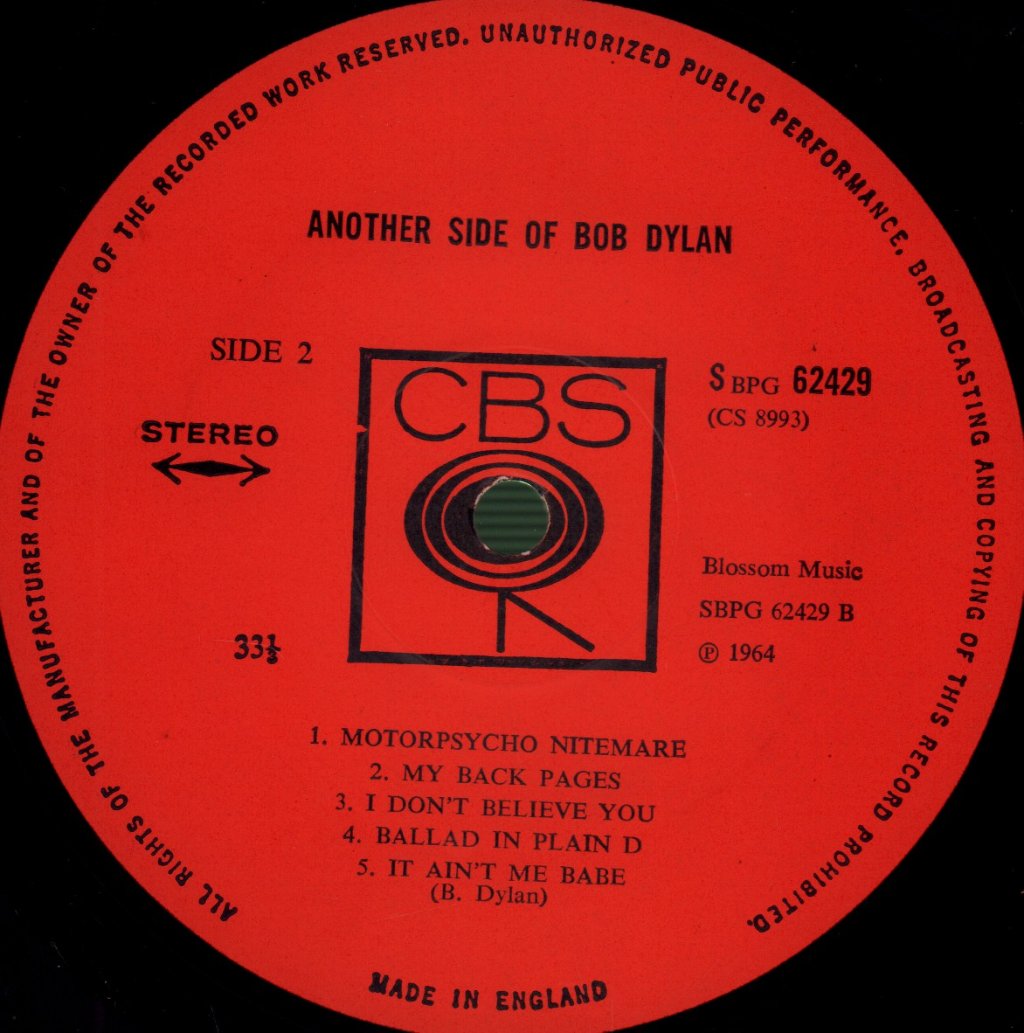 ALL RIGHTS OF THE MANUFACTURER AND OF THE OWNER OF THE RECORDED WORK RESERVED. UNAUTHORIZED PUBLIC PERFORMANCE, BROADCASTING AND COPYING OF THIS RECORD PROHIBITED.
ANOTHER SIDE OF BOB DYLAN
SIDE 2
STEREO
CBS
S BPG 62429
(CS 8993)
Blossom Music
SBPG 62429 B
℗ 1964
33⅓
1. MOTORPSYCHO NITEMARE
2. MY BACK PAGES
3. I DON'T BELIEVE YOU
4. BALLAD IN PLAIN D
5. IT AIN'T ME BABE
(B. Dylan)
MADE IN ENGLAND